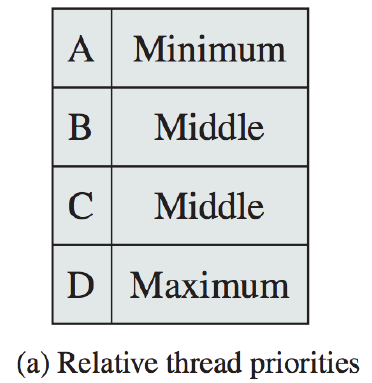 A Minimum
B Middle
C Middle
D Maximum
(a) Relative thread priorities